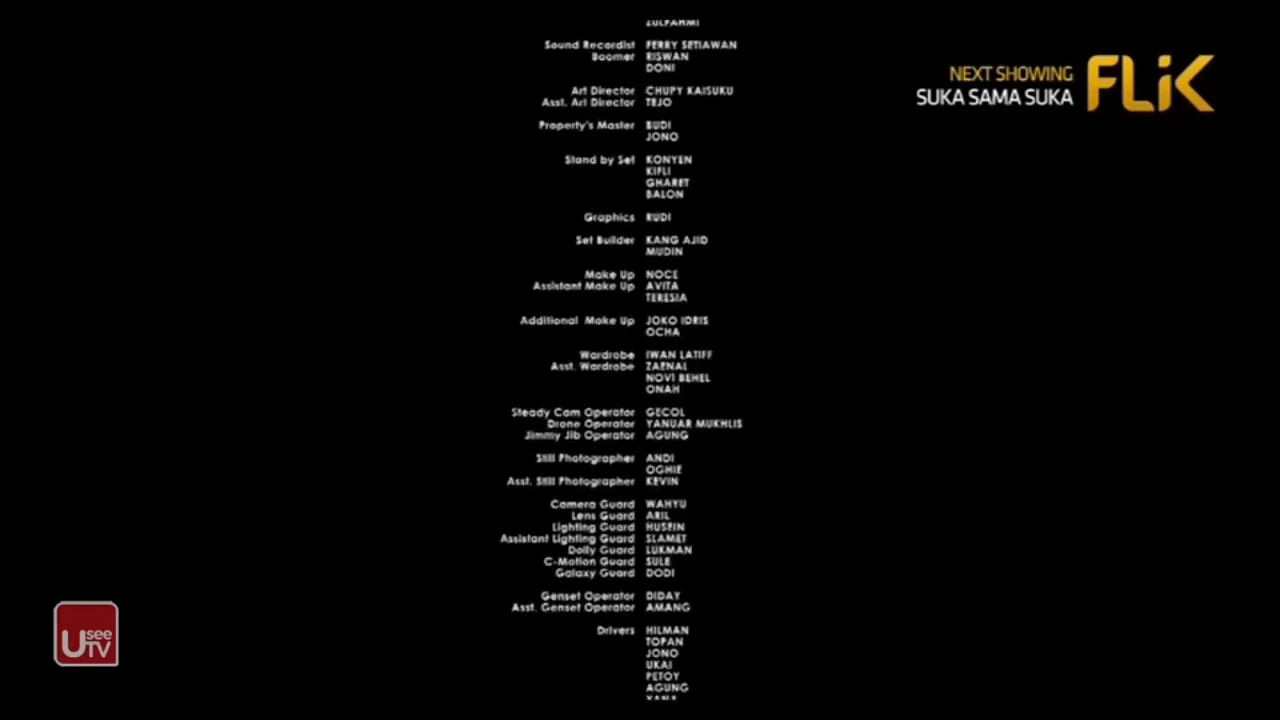 ZULFAHMI
Sound Recordist FERRY SETIAWAN
Boomer RISWAN
DONI
Art Director CHUPY KAISUKU
Asst. Art Director TEJO
Property's Master BUDI
JONO
Stand by Set KONYEN
KIFLI
GHARET
BALON
Graphics RUDI
Set Builder KANG AJID
MUDIN
Make Up NOCE
Assistant Make Up AVITA
TERESIA
Additional Make Up JOKO IDRIS
OCHA
Wardrobe IWAN LATIFF
Asst. Wardrobe ZAENAL
NOVI BEHEL
ONAH
Steady Cam Operator GECOL
Drone Operator YANUAR MUKHLIS
Jimmy Jib Operator AGUNG
Still Photographer ANDI
OGHIE
Asst. Still Photographer KEVIN
Camera Guard WAHYU
Lens Guard ARIL
Lighting Guard HUSEIN
Assistant Lighting Guard SLAMET
Dolly Guard LUKMAN
C-Motion Guard SULE
Galaxy Guard DODI
Genset Operator DIDAY
Asst. Genset Operator AMANG
Drivers HILMAN
TOPAN
JONO
UKAI
PETOY
AGUNG
NEXT SHOWING
SUKA SAMA SUKA
FLiK
UseeTV